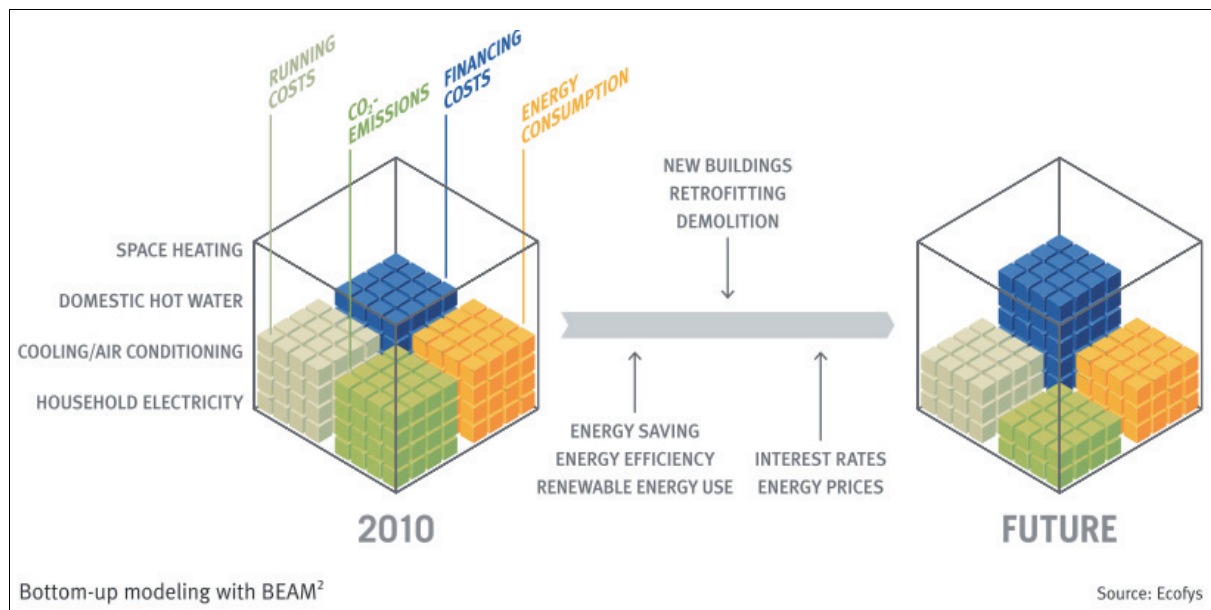 RUNNING
COSTS
CO₂-
EMISSIONS
FINANCING
COSTS
ENERGY
CONSUMPTION
SPACE HEATING
DOMESTIC HOT WATER
COOLING/AIR CONDITIONING
HOUSEHOLD ELECTRICITY
2010
NEW BUILDINGS
RETROFITTING
DEMOLITION
ENERGY SAVING
ENERGY EFFICIENCY
RENEWABLE ENERGY USE
INTEREST RATES
ENERGY PRICES
FUTURE
Bottom-up modeling with BEAM²
Source: Ecofys